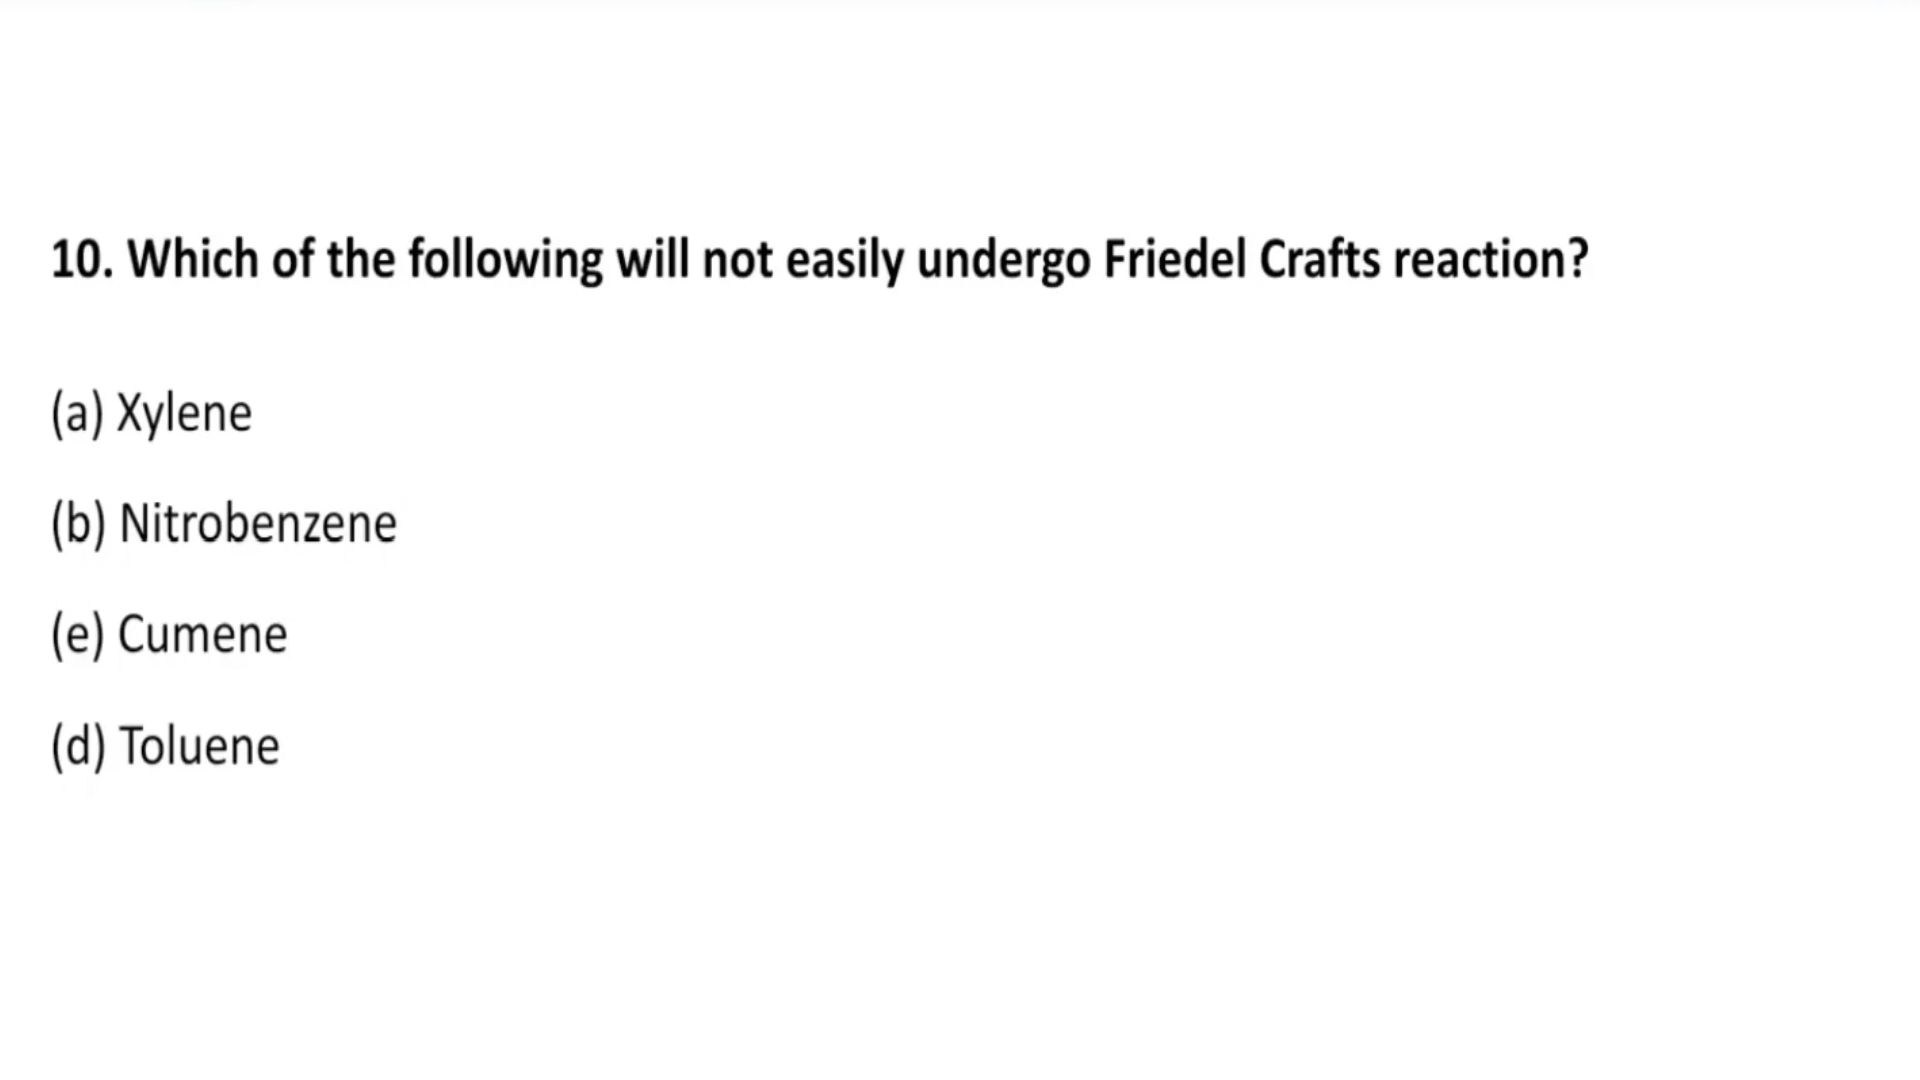 10. Which of the following will not easily undergo Friedel Crafts reaction?
(a) Xylene
(b) Nitrobenzene
(e) Cumene
(d) Toluene